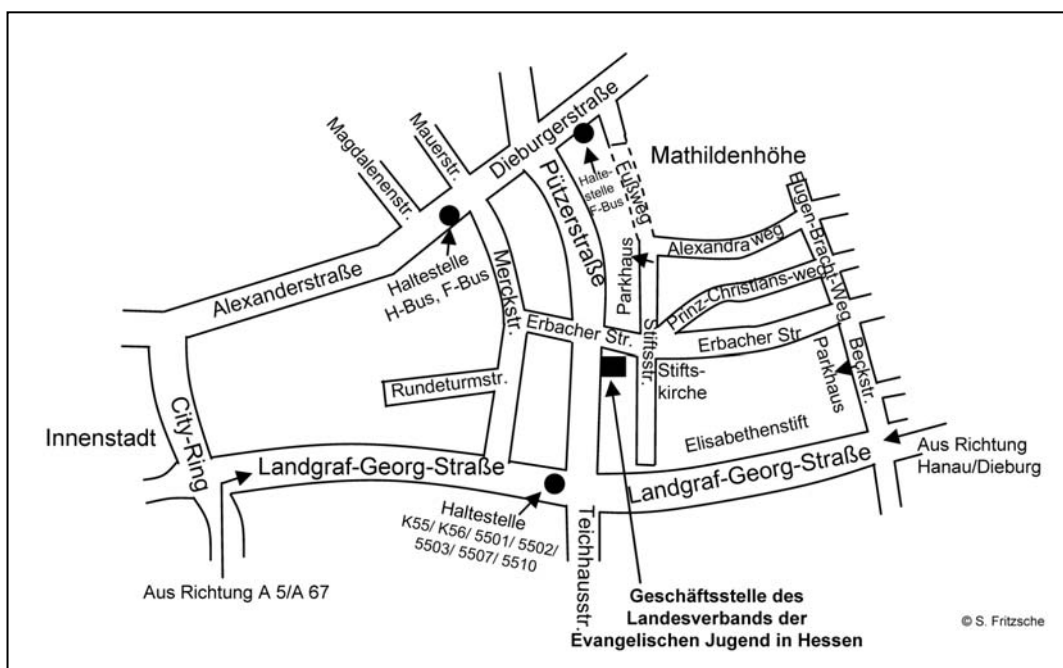 Magdalenenstr.
Mauerstr.
Dieburgerstraße
Mathildenhöhe
Halte-
stelle
F-Bus
Fußweg
Pützerstraße
Eugen-Bracht-Weg
Alexandraweg
Alexanderstraße
Haltestelle
H-Bus, F-Bus
Merckstr.
Parkhaus
Prinz-Christians-weg
Erbacher Str.
Stiftsstr.
Erbacher Str.
Beckstr.
Parkhaus
Rundeturmstr.
Stifts-
kirche
Innenstadt
City-Ring
Elisabethenstift
Landgraf-Georg-Straße
Landgraf-Georg-Straße
Aus Richtung
Hanau/Dieburg
Haltestelle
K55/ K56/ 5501/ 5502/
5503/ 5507/ 5510
Teichhausstr.
Aus Richtung A 5/A 67
Geschäftsstelle des
Landesverbands der
Evangelischen Jugend in Hessen
© S. Fritzsche